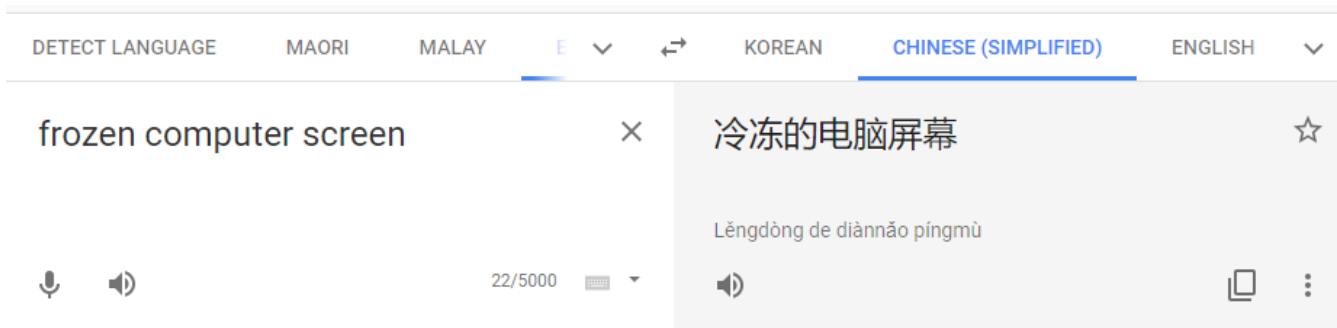 DETECT LANGUAGE MAORI MALAY E KOREAN CHINESE (SIMPLIFIED) ENGLISH
frozen computer screen
冷冻的电脑屏幕
Lěngdòng de diànnǎo píngmù
22/5000